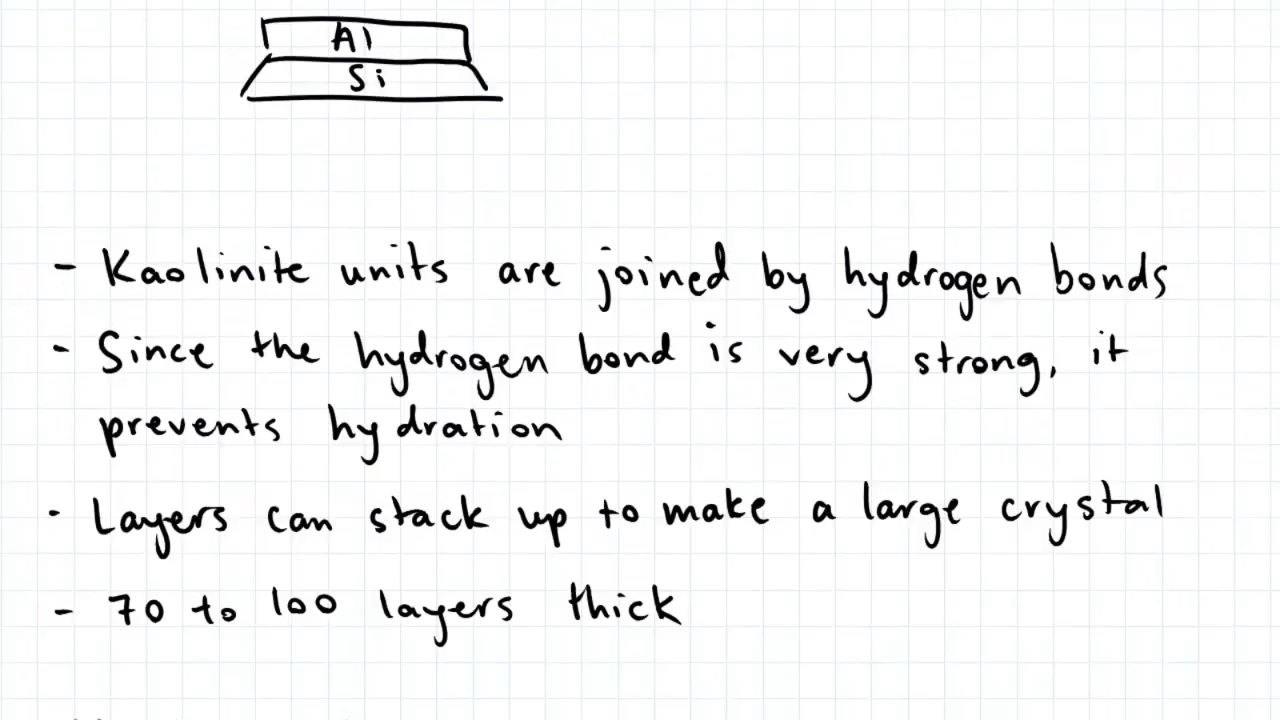 Al
Si
- Kaolinite units are joined by hydrogen bonds
- Since the hydrogen bond is very strong, it
prevents hydration
- Layers can stack up to make a large crystal
- 70 to 100 layers thick